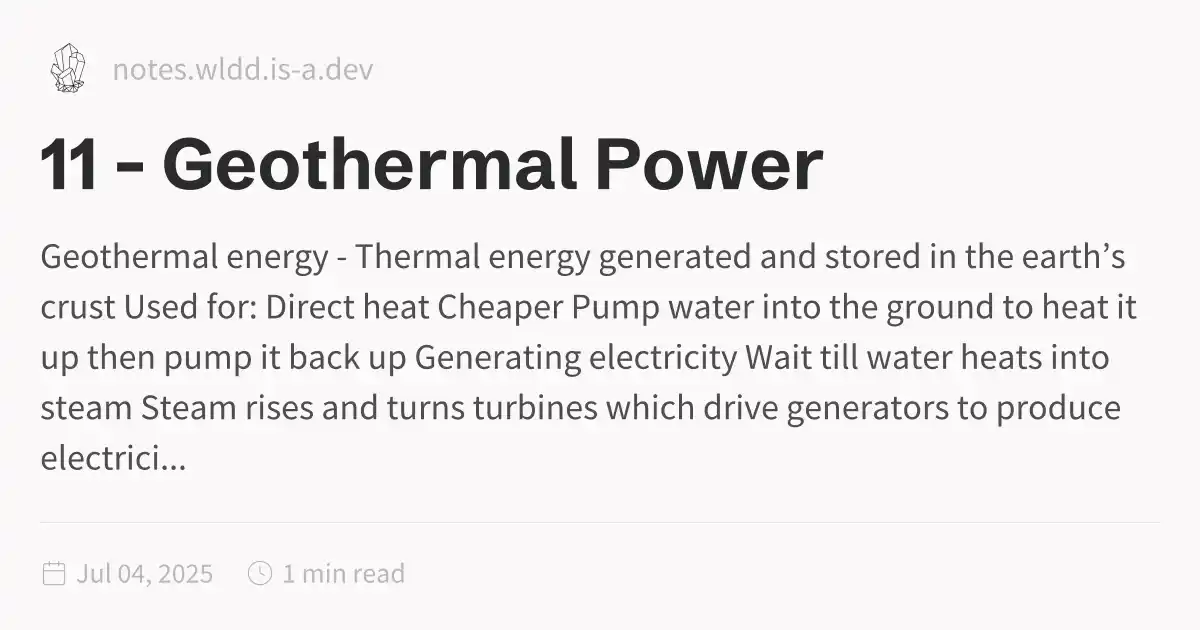 notes.wldd.is-a.dev
11 - Geothermal Power
Geothermal energy - Thermal energy generated and stored in the earth’s
crust Used for: Direct heat Cheaper Pump water into the ground to heat it
up then pump it back up Generating electricity Wait till water heats into
steam Steam rises and turns turbines which drive generators to produce
electrici...
Jul 04, 2025 1 min read